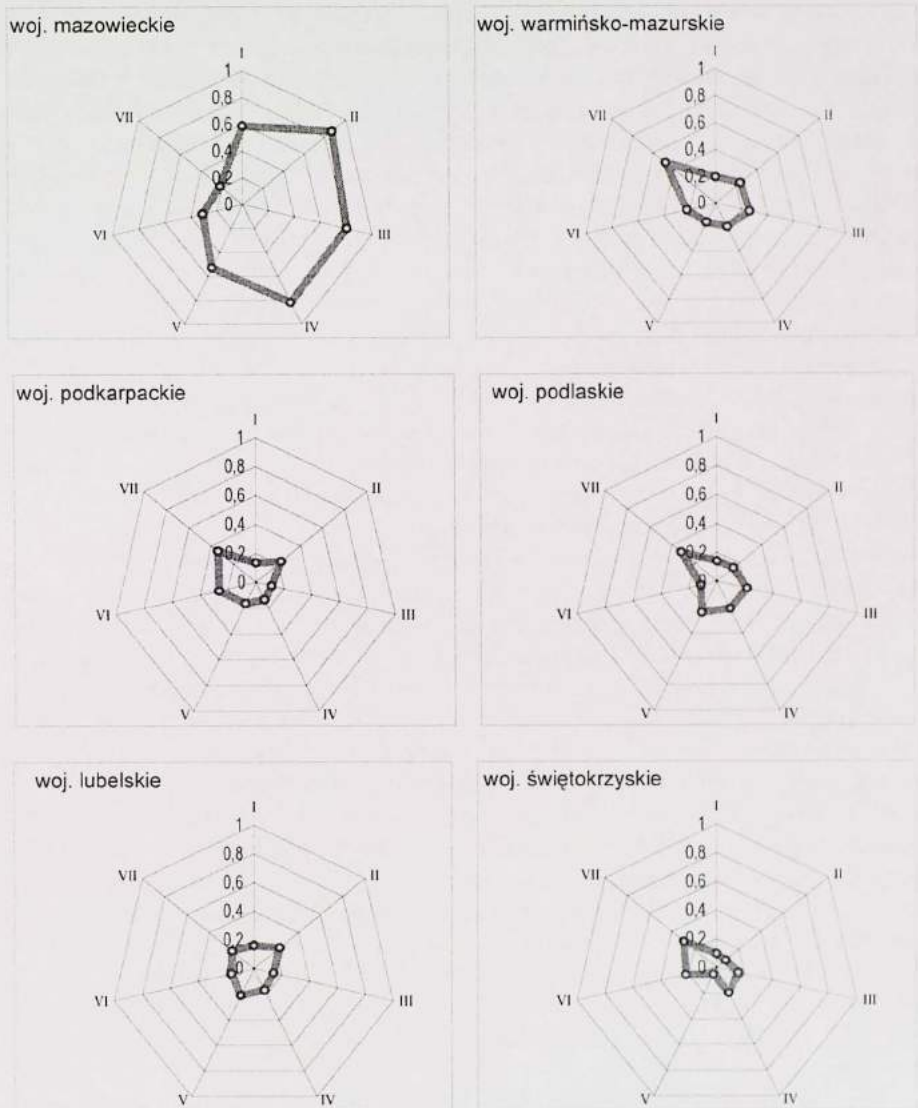 woj. mazowieckie
I
1
0,8
0,6
0,4
0,2
0
II
III
IV
V
VI
VII
woj. warmińsko-mazurskie
I
1
0,8
0,6
0,4
0,2
0
II
III
IV
V
VI
VII
woj. podkarpackie
I
1
0,8
0,6
0,4
0,2
0
II
III
IV
V
VI
VII
woj. podlaskie
I
1
0,8
0,6
0,4
0,2
0
II
III
IV
V
VI
VII
woj. lubelskie
I
1
0,8
0,6
0,4
0,2
0
II
III
IV
V
VI
VII
woj. świętokrzyskie
I
1
0,8
0,6
0,4
0,2
0
II
III
IV
V
VI
VII